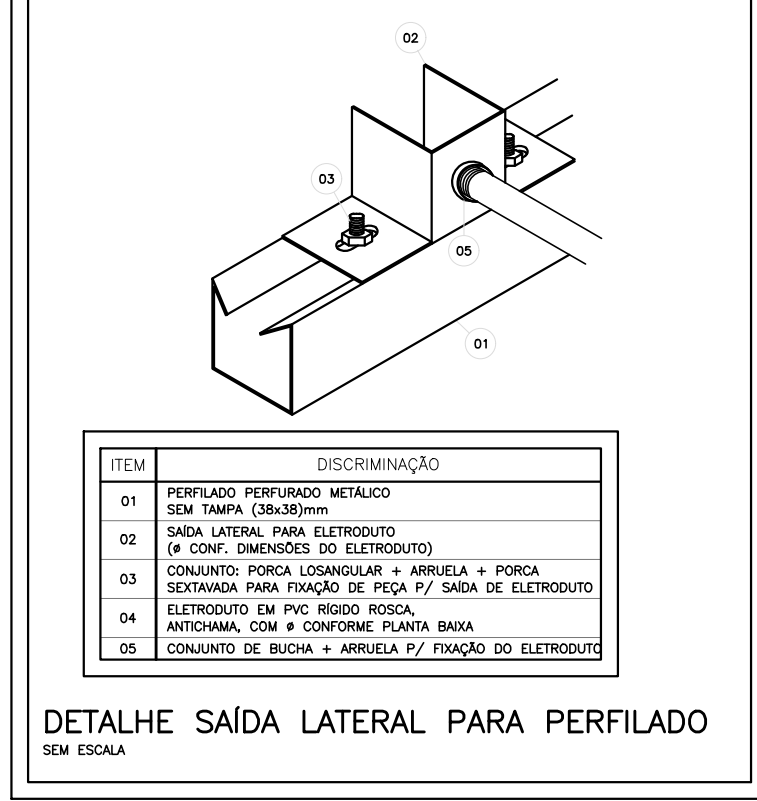 02
03
05
01
ITEM DISCRIMINAÇÃO
01 PERFILADO PERFURADO METÁLICO
SEM TAMPA (38x38)mm
02 SAÍDA LATERAL PARA ELETRODUTO
(ø CONF. DIMENSÕES DO ELETRODUTO)
03 CONJUNTO: PORCA LOSANGULAR + ARRUELA + PORCA
SEXTAVADA PARA FIXAÇÃO DE PEÇA P/ SAÍDA DE ELETRODUTO
04 ELETRODUTO EM PVC RÍGIDO ROSCA,
ANTICHAMA, COM ø CONFORME PLANTA BAIXA
05 CONJUNTO DE BUCHA + ARRUELA P/ FIXAÇÃO DO ELETRODUTO
DETALHE SAÍDA LATERAL PARA PERFILADO
SEM ESCALA